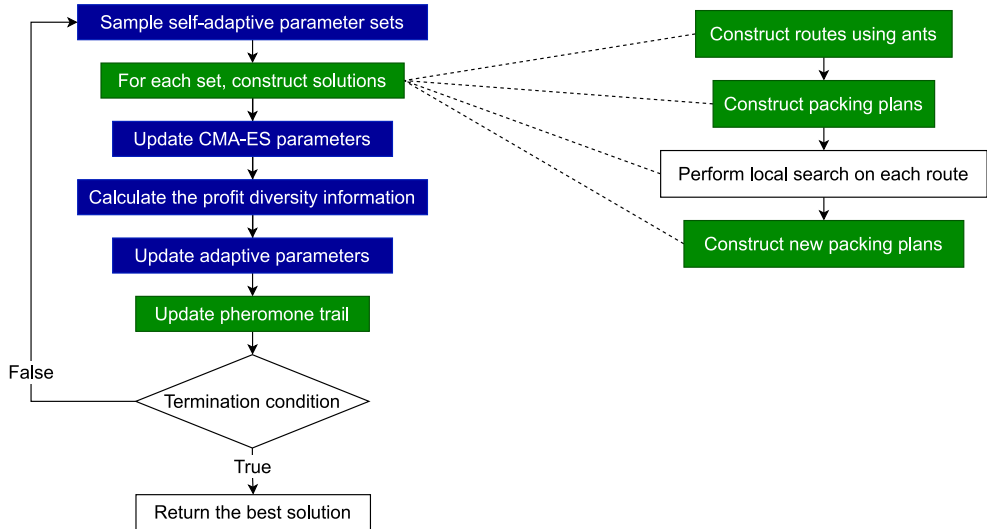 Sample self-adaptive parameter sets
For each set, construct solutions
Update CMA-ES parameters
Calculate the profit diversity information
Update adaptive parameters
Update pheromone trail
False
Termination condition
True
Return the best solution
Construct routes using ants
Construct packing plans
Perform local search on each route
Construct new packing plans